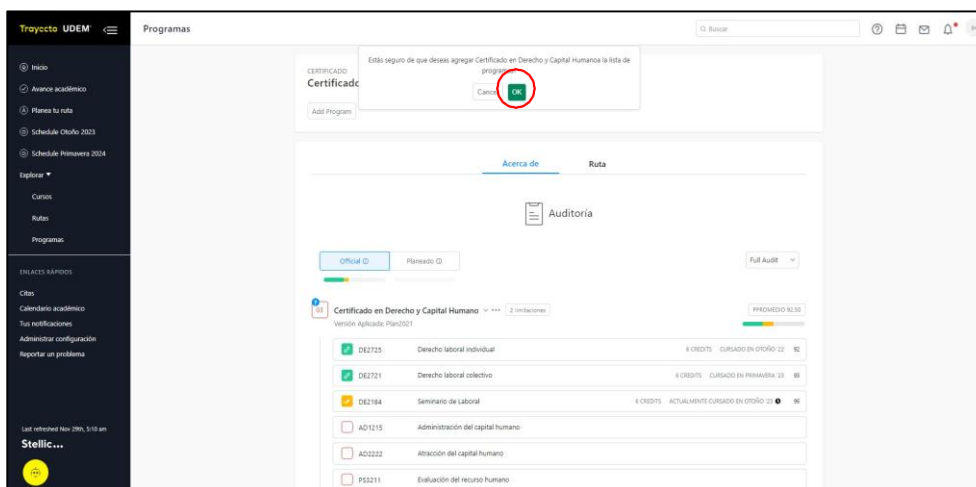 Trayecto UDEM
Programas
Buscar
Inicio
Avance académico
Planea tu ruta
Schedule Otoño 2023
Schedule Primavera 2024
Explorar
Cursos
Rutas
Programas
ENLACES RÁPIDOS
Citas
Calendario académico
Tus notificaciones
Administrar configuración
Reportar un problema
Last refreshed Nov 29th, 5:10 am
Stellic...
Estás seguro de que deseas agregar Certificado en Derecho y Capital Humanoa la lista de
Cancel OK
CERTIFICADO
Certificado
Add Program
Acerca de Ruta
Auditoría
Official Planeado Full Audit
03 Certificado en Derecho y Capital Humano 2 limitaciones PPROMEDIO 92.50
Versión Aplicada: Plan2021
DE2725 Derecho laboral individual 6 CREDITS CURSADO EN OTOÑO '22 92
DE2721 Derecho laboral colectivo 6 CREDITS CURSADO EN PRIMAVERA '23 93
DE2184 Seminario de Laboral 6 CREDITS ACTUALMENTE CURSADO EN OTOÑO '23 96
AD1215 Administración del capital humano
AD2222 Atracción del capital humano
PS3211 Evaluación del recurso humano